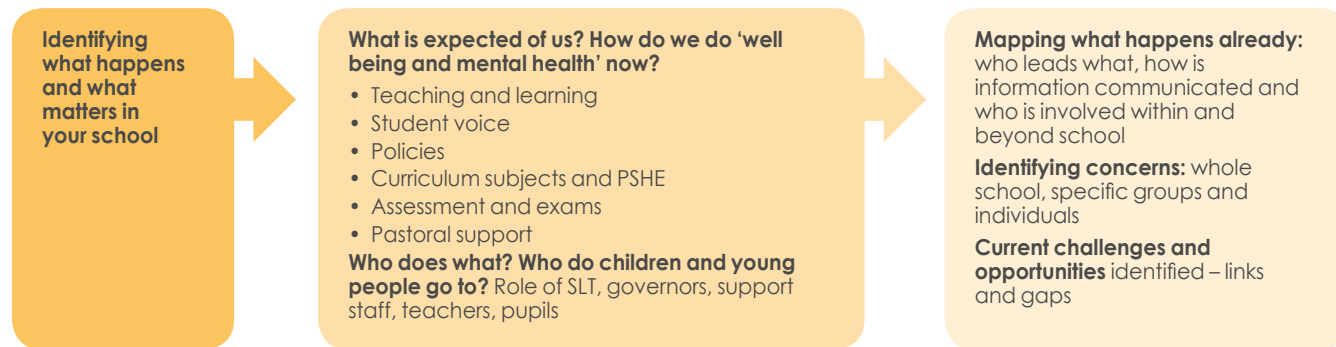 Identifying
what happens
and what
matters in
your school
What is expected of us? How do we do ‘well
being and mental health’ now?
• Teaching and learning
• Student voice
• Policies
• Curriculum subjects and PSHE
• Assessment and exams
• Pastoral support
Who does what? Who do children and young
people go to? Role of SLT, governors, support
staff, teachers, pupils
Mapping what happens already:
who leads what, how is
information communicated and
who is involved within and
beyond school
Identifying concerns: whole
school, specific groups and
individuals
Current challenges and
opportunities identified – links
and gaps